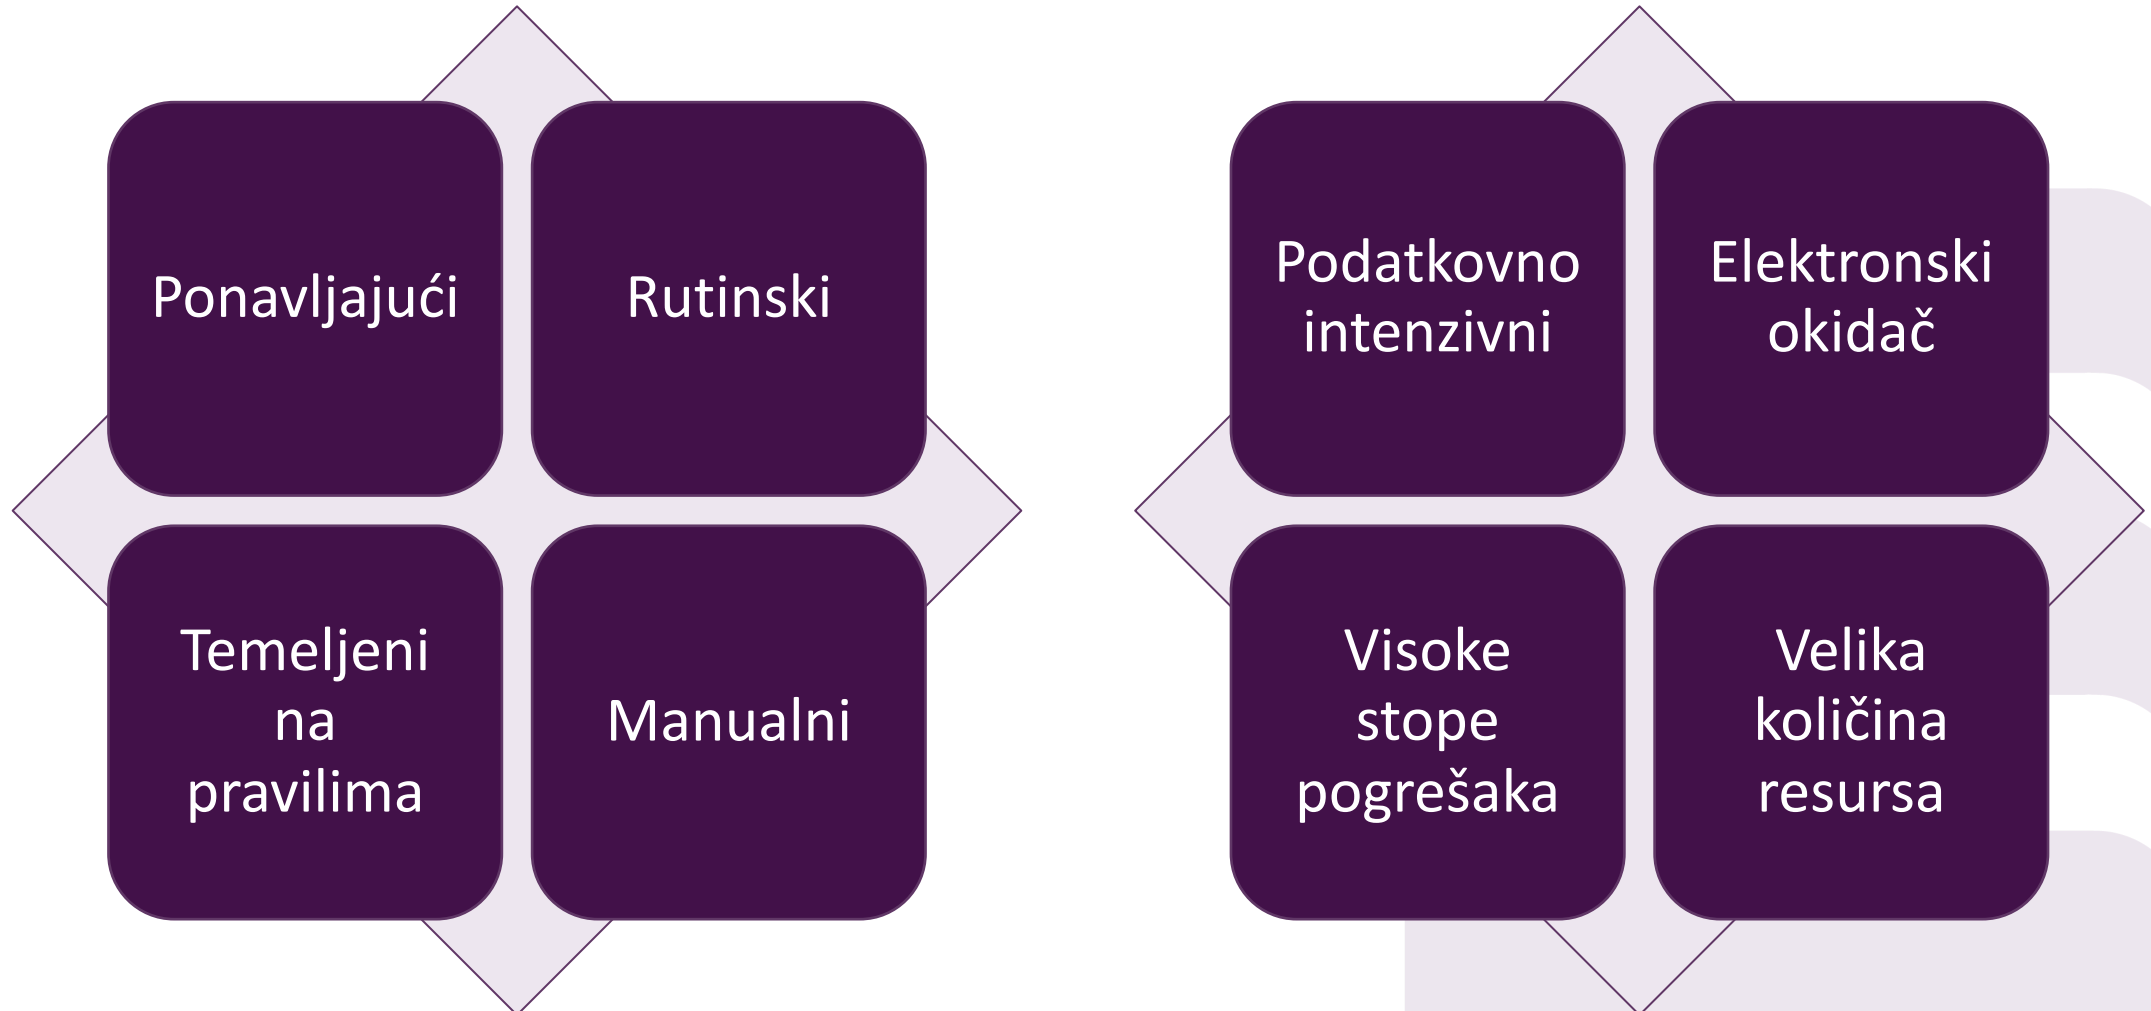 Ponavljajući
Rutinski
Temeljeni
na
pravilima
Manualni
Podatkovno
intenzivni
Elektronski
okidač
Visoke
stope
pogrešaka
Velika
količina
resursa